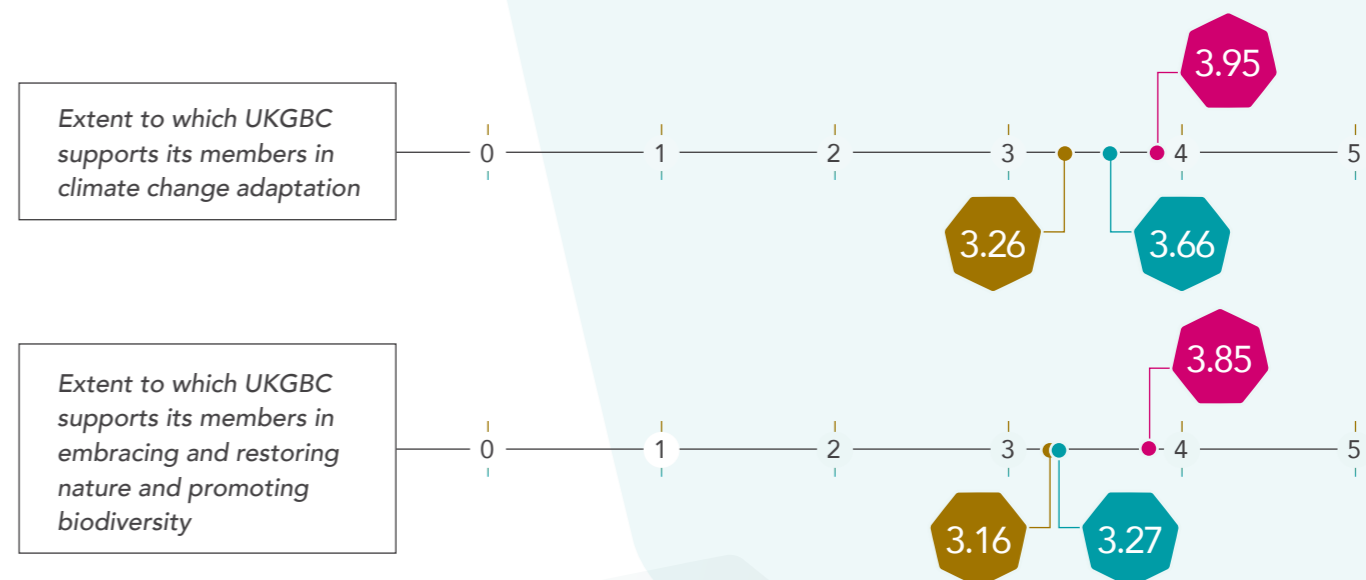 3.95
Extent to which UKGBC
supports its members in
climate change adaptation
0 1 2 3 4 5
3.26 3.66
3.85
Extent to which UKGBC
supports its members in
embracing and restoring
nature and promoting
biodiversity
0 1 2 3 4 5
3.16 3.27